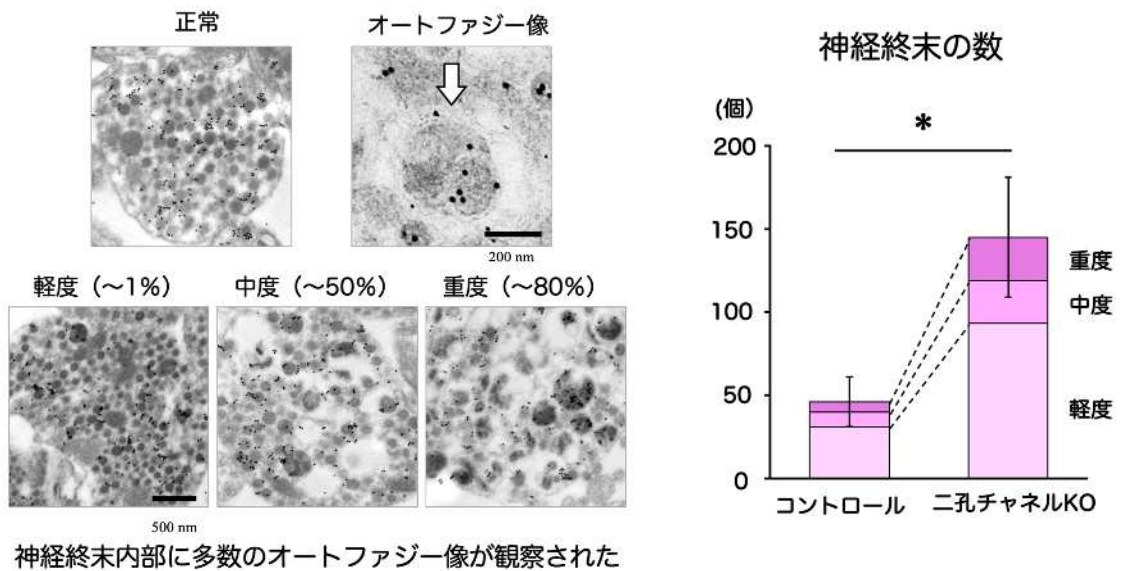 正常
オートファジー像
200 nm
軽度（～1%）
中度（～50%）
重度（～80%）
500 nm
神経終末内部に多数のオートファジー像が観察された
神経終末の数
(個)
*
200
150
100
50
0
重度
中度
軽度
コントロール
二孔チャネルKO